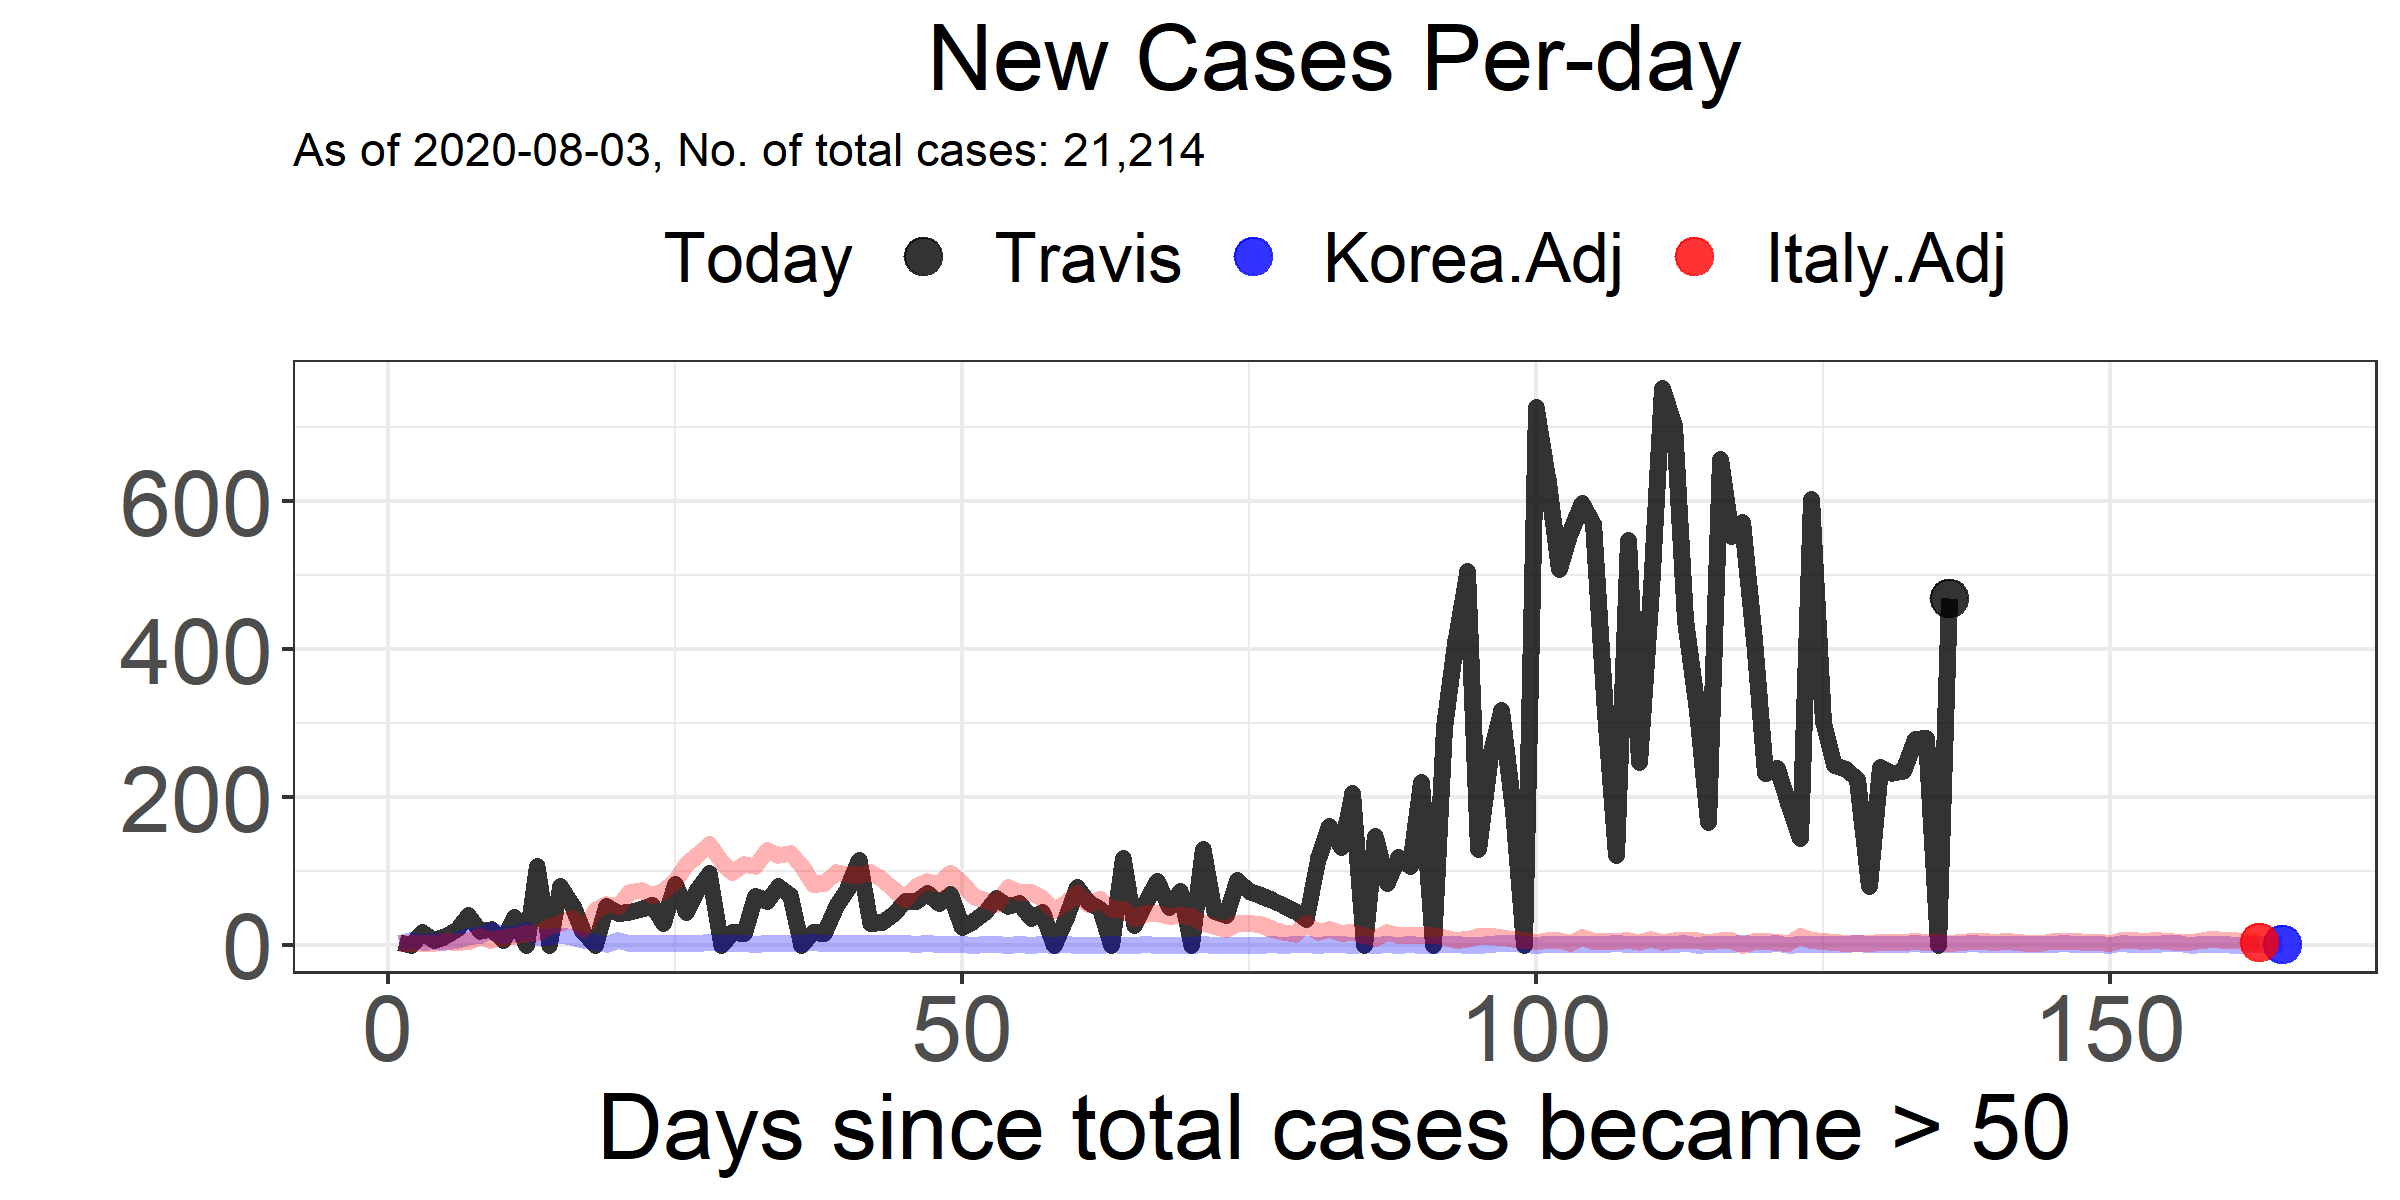 New Cases Per-day
As of 2020-08-03, No. of total cases: 21,214
Today Travis Korea.Adj Italy.Adj
600
400
200
0
0 50 100 150
Days since total cases became > 50